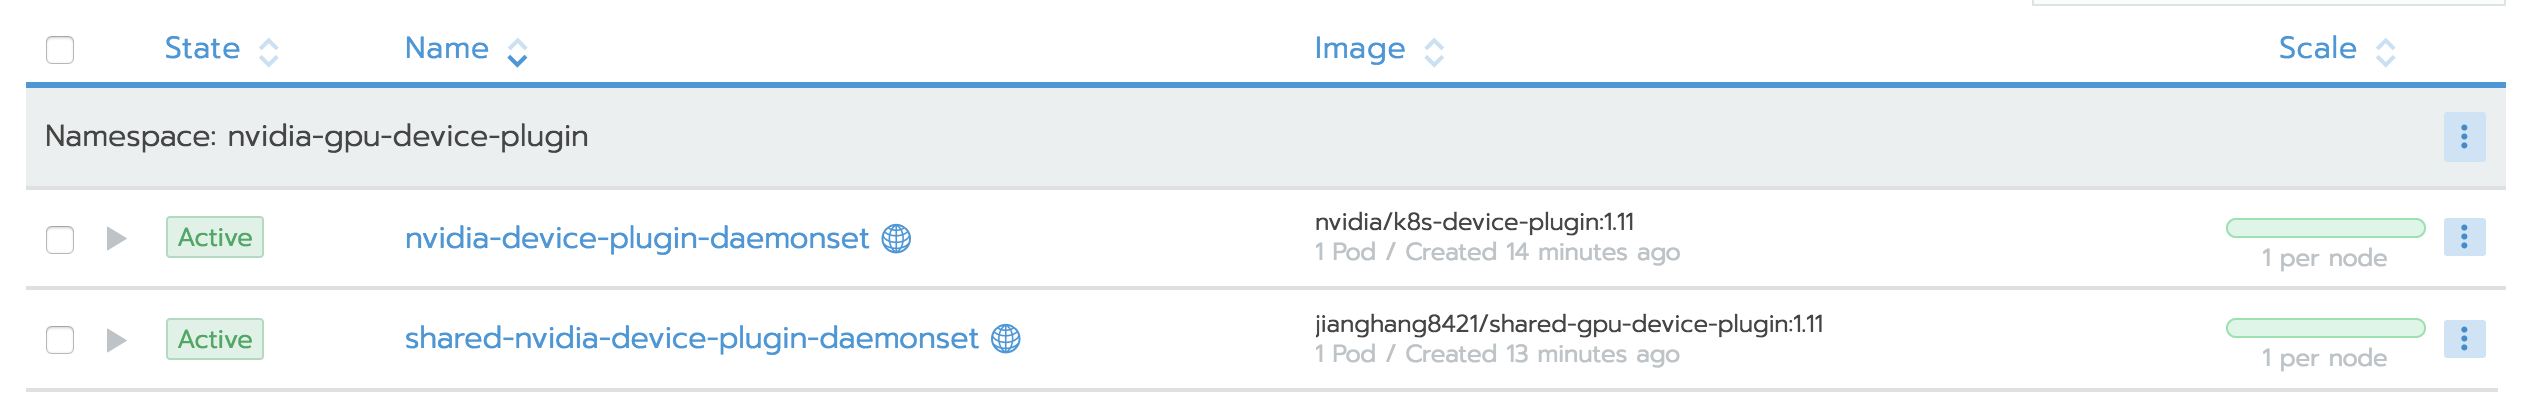 State Name Image Scale
Namespace: nvidia-gpu-device-plugin
Active nvidia-device-plugin-daemonset nvidia/k8s-device-plugin:1.11
1 Pod / Created 14 minutes ago 1 per node
Active shared-nvidia-device-plugin-daemonset jianghang8421/shared-gpu-device-plugin:1.11
1 Pod / Created 13 minutes ago 1 per node